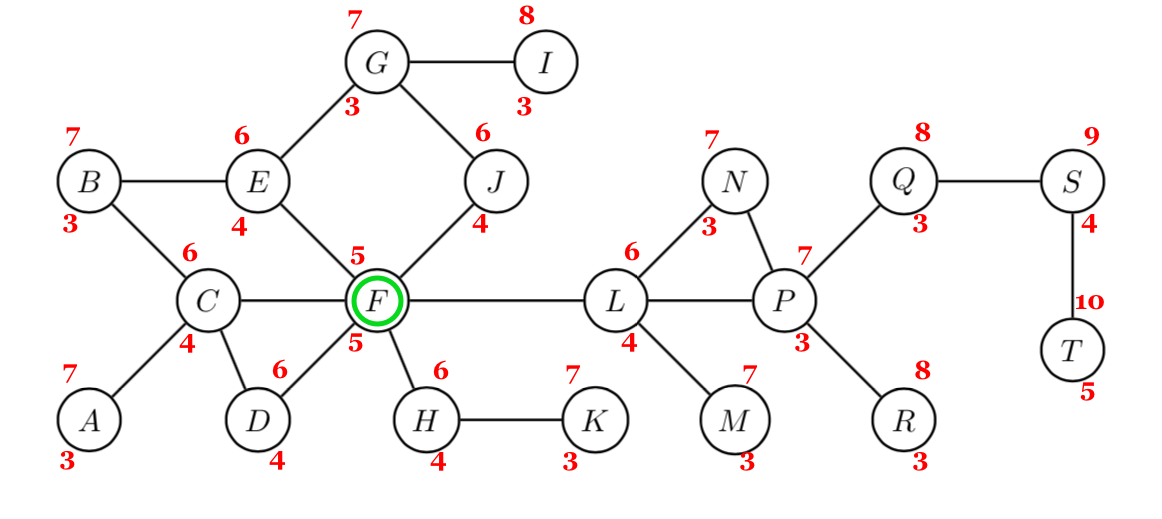 7 8
G I
3 3
7 6 6 7 8 9
B E J N Q S
3 4 4 3 3 4
6 5 6 7
C F L P 10
4 5 4 3 T
7 6 6 7 7 8 5
A D H K M R
3 4 4 3 3 3